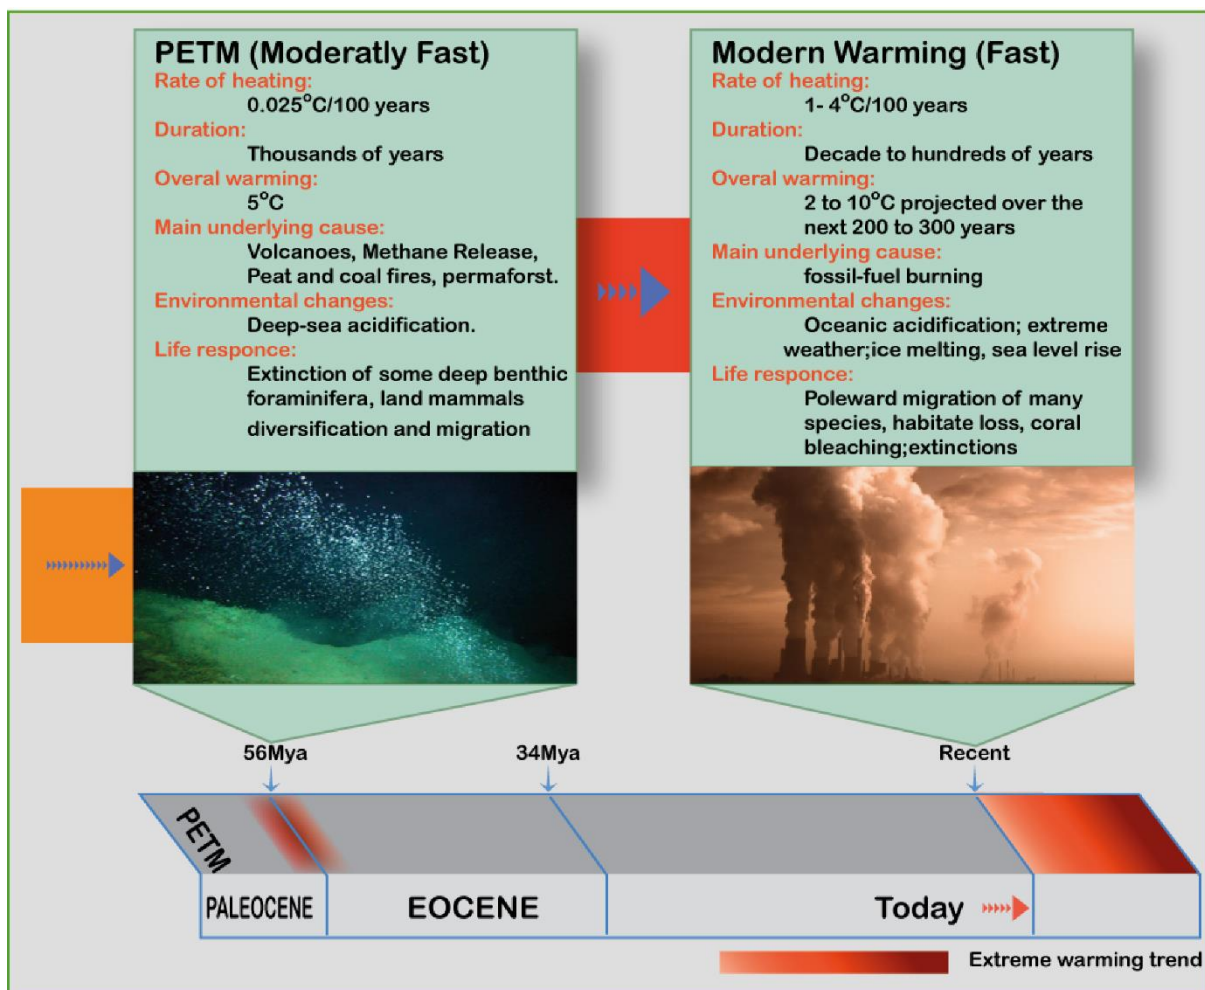 PETM (Moderatly Fast)
Rate of heating:
0.025°C/100 years
Duration:
Thousands of years
Overal warming:
5°C
Main underlying cause:
Volcanoes, Methane Release,
Peat and coal fires, permaforst.
Environmental changes:
Deep-sea acidification.
Life responce:
Extinction of some deep benthic
foraminifera, land mammals
diversification and migration
Modern Warming (Fast)
Rate of heating:
1- 4°C/100 years
Duration:
Decade to hundreds of years
Overal warming:
2 to 10°C projected over the
next 200 to 300 years
Main underlying cause:
fossil-fuel burning
Environmental changes:
Oceanic acidification; extreme
weather;ice melting, sea level rise
Life responce:
Poleward migration of many
species, habitate loss, coral
bleaching;extinctions
56Mya
34Mya
Recent
PETM
PALEOCENE
EOCENE
Today
Extreme warming trend